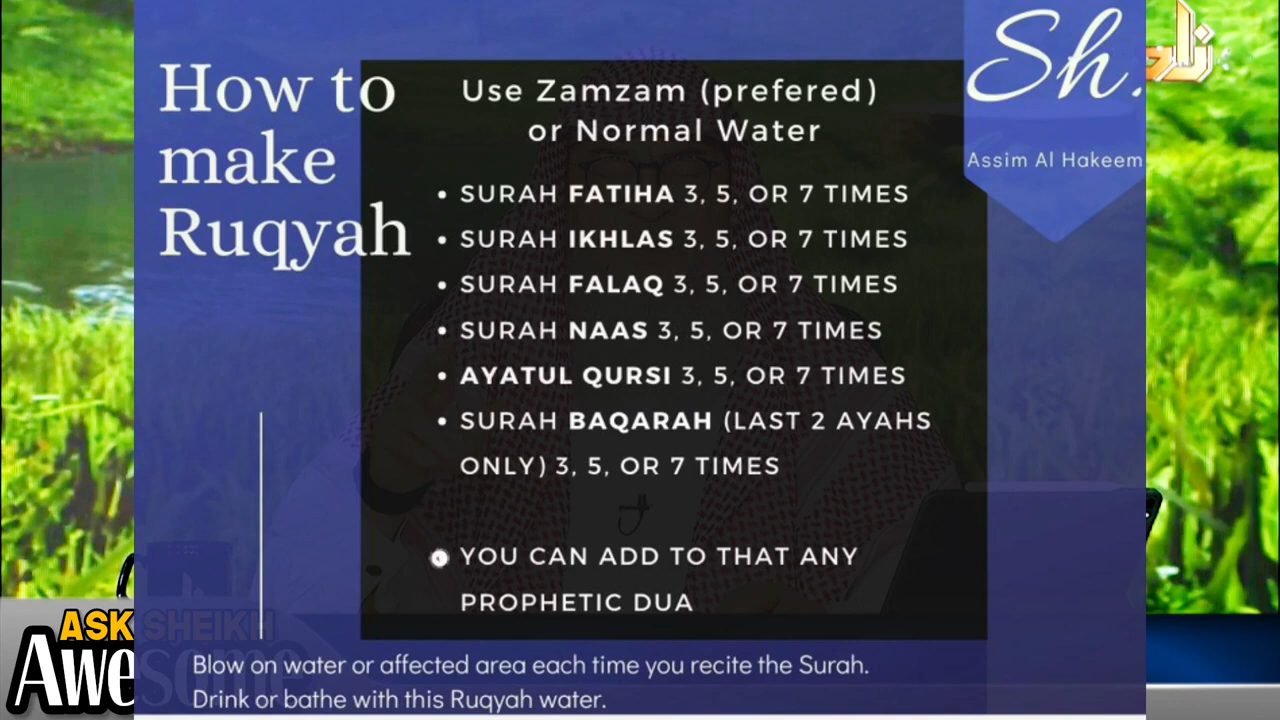 How to
make
Ruqyah
Use Zamzam (prefered)
or Normal Water
• SURAH FATIHA 3, 5, OR 7 TIMES
• SURAH IKHLAS 3, 5, OR 7 TIMES
• SURAH FALAQ 3, 5, OR 7 TIMES
• SURAH NAAS 3, 5, OR 7 TIMES
• AYATUL QURSI 3, 5, OR 7 TIMES
• SURAH BAQARAH (LAST 2 AYAHS
ONLY) 3, 5, OR 7 TIMES
YOU CAN ADD TO THAT ANY
PROPHETIC DUA
Blow on water or affected area each time you recite the Surah.
Drink or bathe with this Ruqyah water.
Sh.
Assim Al Hakeem
ASK SHEIKH
Awesome